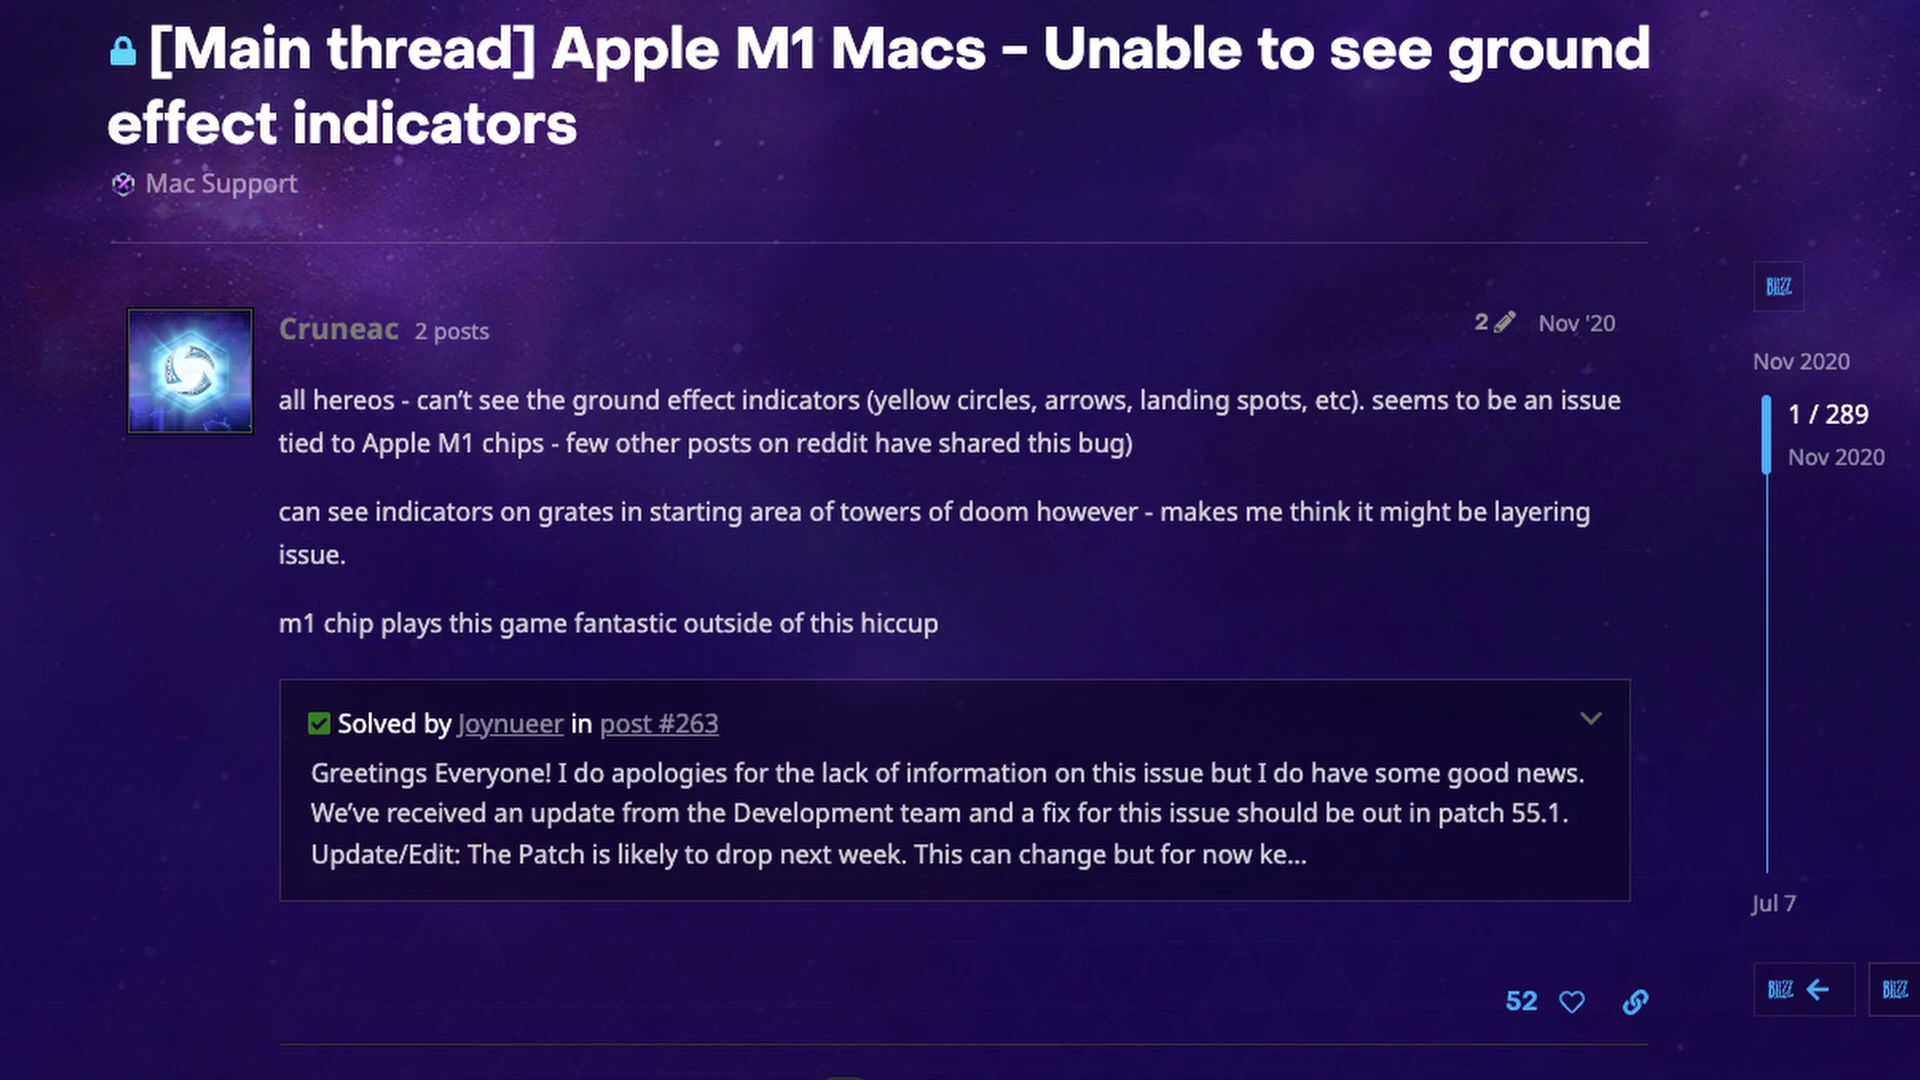 [Main thread] Apple M1 Macs – Unable to see ground
effect indicators
Mac Support
Cruneac 2 posts
2 Nov '20
all hereos - can’t see the ground effect indicators (yellow circles, arrows, landing spots, etc). seems to be an issue
tied to Apple M1 chips - few other posts on reddit have shared this bug)
can see indicators on grates in starting area of towers of doom however - makes me think it might be layering
issue.
m1 chip plays this game fantastic outside of this hiccup
Solved by Joynueer in post #263
Greetings Everyone! I do apologies for the lack of information on this issue but I do have some good news.
We’ve received an update from the Development team and a fix for this issue should be out in patch 55.1.
Update/Edit: The Patch is likely to drop next week. This can change but for now ke...
52
BLIZZ
Nov 2020
1 / 289
Nov 2020
Jul 7
BLIZZ
BLIZZ